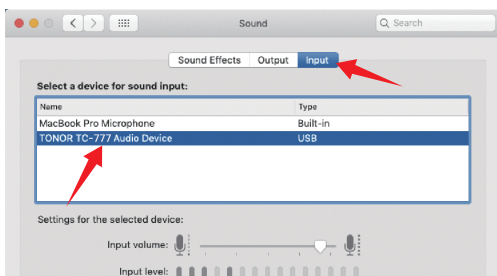 Sound
Search
Sound Effects Output Input
Select a device for sound input:
Name Type
MacBook Pro Microphone Built-in
TONOR TC-777 Audio Device USB
Settings for the selected device:
Input volume:
Input level: